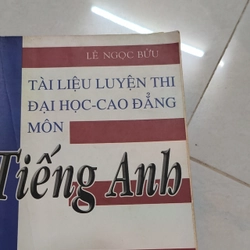 LÊ NGỌC BỬU
TÀI LIỆU LUYỆN THI
ĐẠI HỌC-CAO ĐẲNG
MÔN
Tiếng Anh